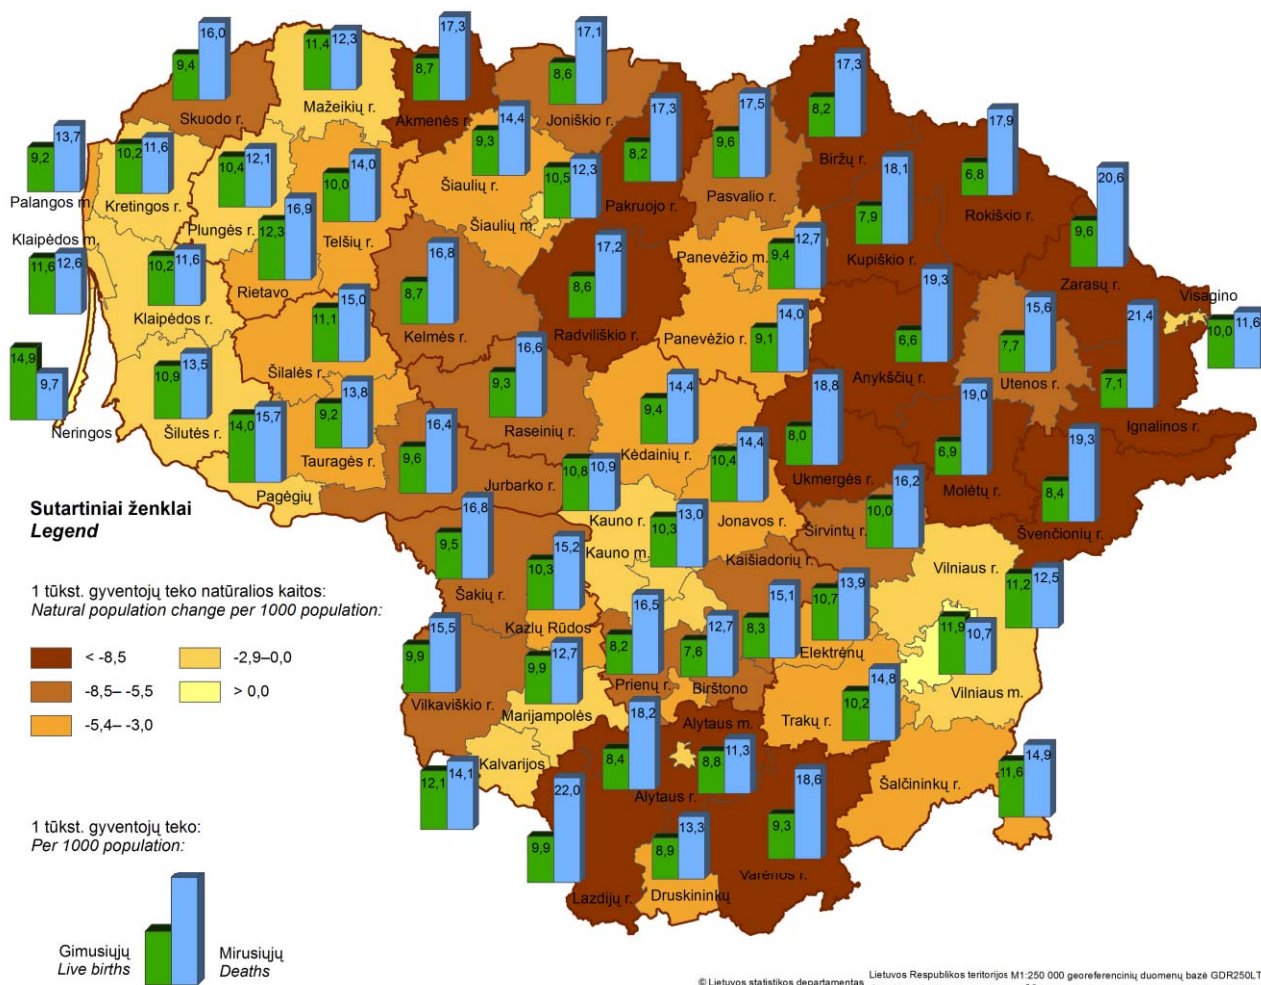 16,0
9,4
Skuodo r.
11,4
12,3
Mažeikių r.
17,3
8,7
Akmenės r.
17,1
8,6
Joniškio r.
17,3
8,2
Pakruojo r.
17,5
9,6
Pasvalio r.
17,3
8,2
Biržų r.
17,9
6,8
Rokiškio r.
18,1
7,9
Kupiškio r.
20,6
9,6
Zarasų r.
13,7
9,2
Palangos m.
10,2
11,6
Kretingos r.
10,4
12,1
Plungės r.
14,0
10,0
Telšių r.
14,4
9,3
Šiaulių r.
10,5
12,3
Šiaulių m.
16,9
12,3
Rietavo
Klaipėdos m.
11,6
12,6
10,2
11,6
Klaipėdos r.
16,8
8,7
Kelmės r.
17,2
8,6
Radviliškio r.
Panevėžio m.
9,4
12,7
14,0
9,1
Panevėžio r.
19,3
6,6
Anykščių r.
15,6
7,7
Utenos r.
21,4
7,1
Ignalinos r.
Visagino
10,0
11,6
14,9
9,7
Neringos
10,9
13,5
Šilutės r.
15,0
11,1
Šilalės r.
13,8
9,2
Tauragės r.
14,0
15,7
Pagėgių
16,4
9,6
Jurbarko r.
16,6
9,3
Raseinių r.
14,4
9,4
Kėdainių r.
14,4
10,4
Jonavos r.
18,8
8,0
Ukmergės r.
19,0
6,9
Molėtų r.
19,3
8,4
Švenčionių r.
16,2
10,0
Širvintų r.
10,8
10,9
Kauno r.
10,3
13,0
Kauno m.
Kaišiadorių r.
15,1
8,3
13,9
10,7
Elektrėnų
Vilniaus r.
11,2
12,5
11,9
10,7
Vilniaus m.
16,8
9,5
Šakių r.
15,2
10,3
Kazlų Rūdos
15,5
9,9
Vilkaviškio r.
12,7
9,9
Marijampolės
16,5
8,2
Prienų r.
12,7
7,6
Birštono
14,8
10,2
Trakų r.
Kalvarijos
12,1
14,1
18,2
8,4
Alytaus r.
Alytaus m.
8,8
11,3
22,0
9,9
Lazdijų r.
13,3
8,9
Druskininkų
18,6
9,3
Varėnos r.
Šalčininkų r.
14,9
11,6
Sutartiniai ženklai
Legend
1 tūkst. gyventojų teko natūralios kaitos:
Natural population change per 1000 population:
< -8,5
-2,9–0,0
-8,5– -5,5
> 0,0
-5,4– -3,0
1 tūkst. gyventojų teko:
Per 1000 population:
Gimusiųjų
Live births
Mirusiųjų
Deaths
© Lietuvos statistikos departamentas
Lietuvos Respublikos teritorijos M1:250 000 georeferencinių duomenų bazė GDR250LT